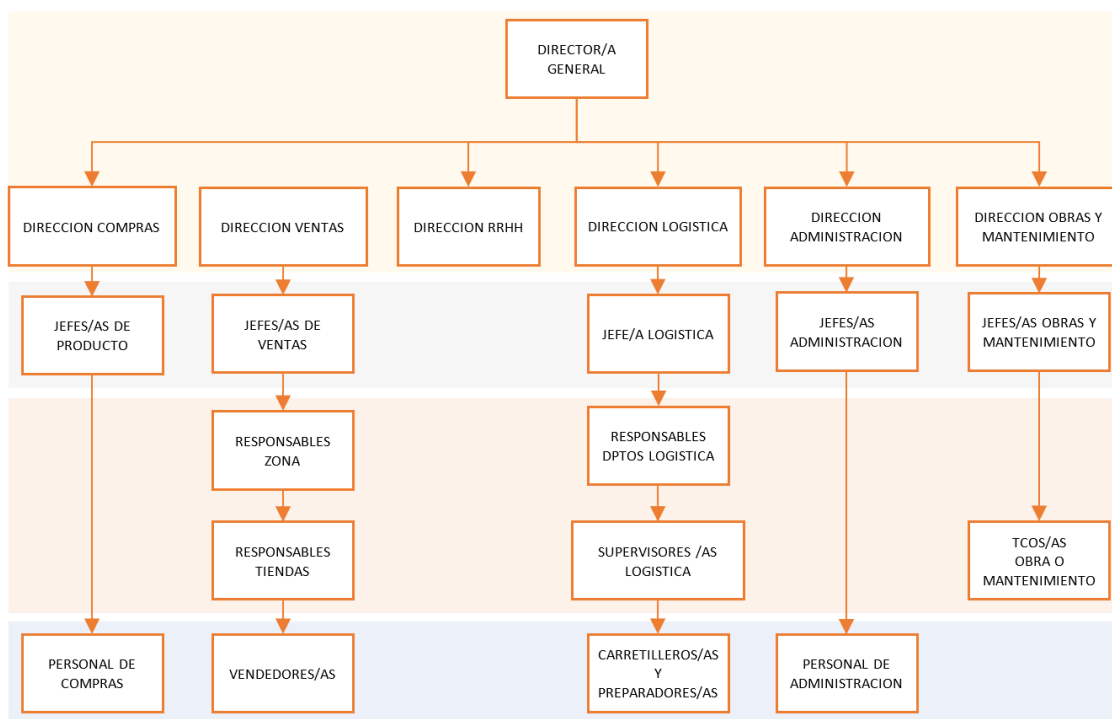 DIRECTOR/A
GENERAL
DIRECCION COMPRAS
DIRECCION VENTAS
DIRECCION RRHH
DIRECCION LOGISTICA
DIRECCION
ADMINISTRACION
DIRECCION OBRAS Y
MANTENIMIENTO
JEFES/AS DE
PRODUCTO
JEFES/AS DE
VENTAS
JEFE/A LOGISTICA
JEFES/AS
ADMINISTRACION
JEFES/AS OBRAS Y
MANTENIMIENTO
RESPONSABLES
ZONA
RESPONSABLES
DPTOS LOGISTICA
RESPONSABLES
TIENDAS
SUPERVISORES /AS
LOGISTICA
TCOS/AS
OBRA O
MANTENIMIENTO
PERSONAL DE
COMPRAS
VENDEDORES/AS
CARRETILLEROS/AS
Y
PREPARADORES/AS
PERSONAL DE
ADMINISTRACION